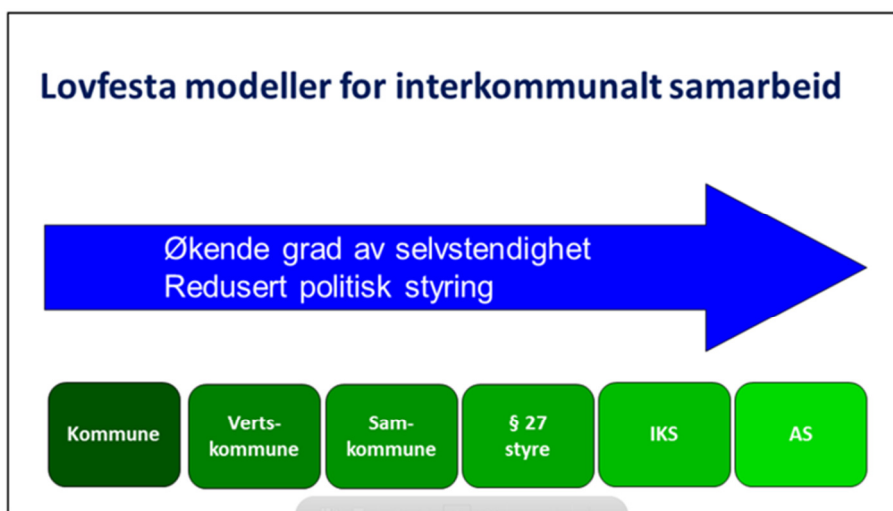 Lovfesta modeller for interkommunalt samarbeid
Økende grad av selvstendighet
Redusert politisk styring
Kommune
Verts-
kommune
Sam-
kommune
§ 27
styre
IKS
AS